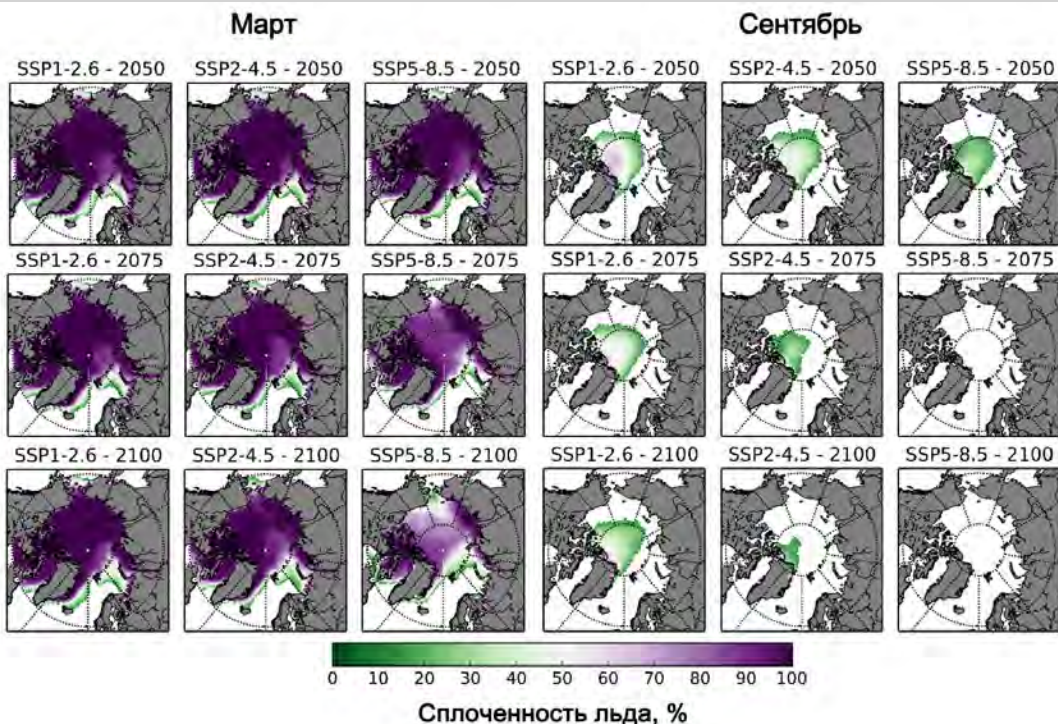 Март
Сентябрь
SSP1-2.6 - 2050
SSP2-4.5 - 2050
SSP5-8.5 - 2050
SSP1-2.6 - 2050
SSP2-4.5 - 2050
SSP5-8.5 - 2050
SSP1-2.6 - 2075
SSP2-4.5 - 2075
SSP5-8.5 - 2075
SSP1-2.6 - 2075
SSP2-4.5 - 2075
SSP5-8.5 - 2075
SSP1-2.6 - 2100
SSP2-4.5 - 2100
SSP5-8.5 - 2100
SSP1-2.6 - 2100
SSP2-4.5 - 2100
SSP5-8.5 - 2100
0 10 20 30 40 50 60 70 80 90 100
Сплоченность льда, %